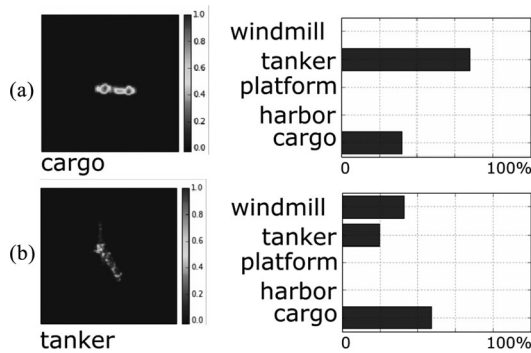 (a)
1.0
0.8
0.6
0.4
0.2
0.0
cargo
windmill
tanker
platform
harbor
cargo
100%
(b)
1.0
0.8
0.6
0.4
0.2
0.0
tanker
windmill
tanker
platform
harbor
cargo
100%